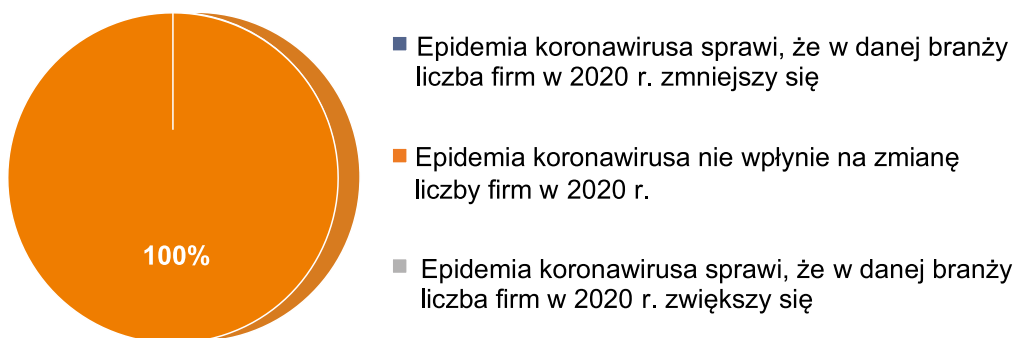 Epidemia koronawirusa sprawi, że w danej branży
liczba firm w 2020 r. zmniejszy się
Epidemia koronawirusa nie wpłynie na zmianę
liczby firm w 2020 r.
100%
Epidemia koronawirusa sprawi, że w danej branży
liczba firm w 2020 r. zwiększy się